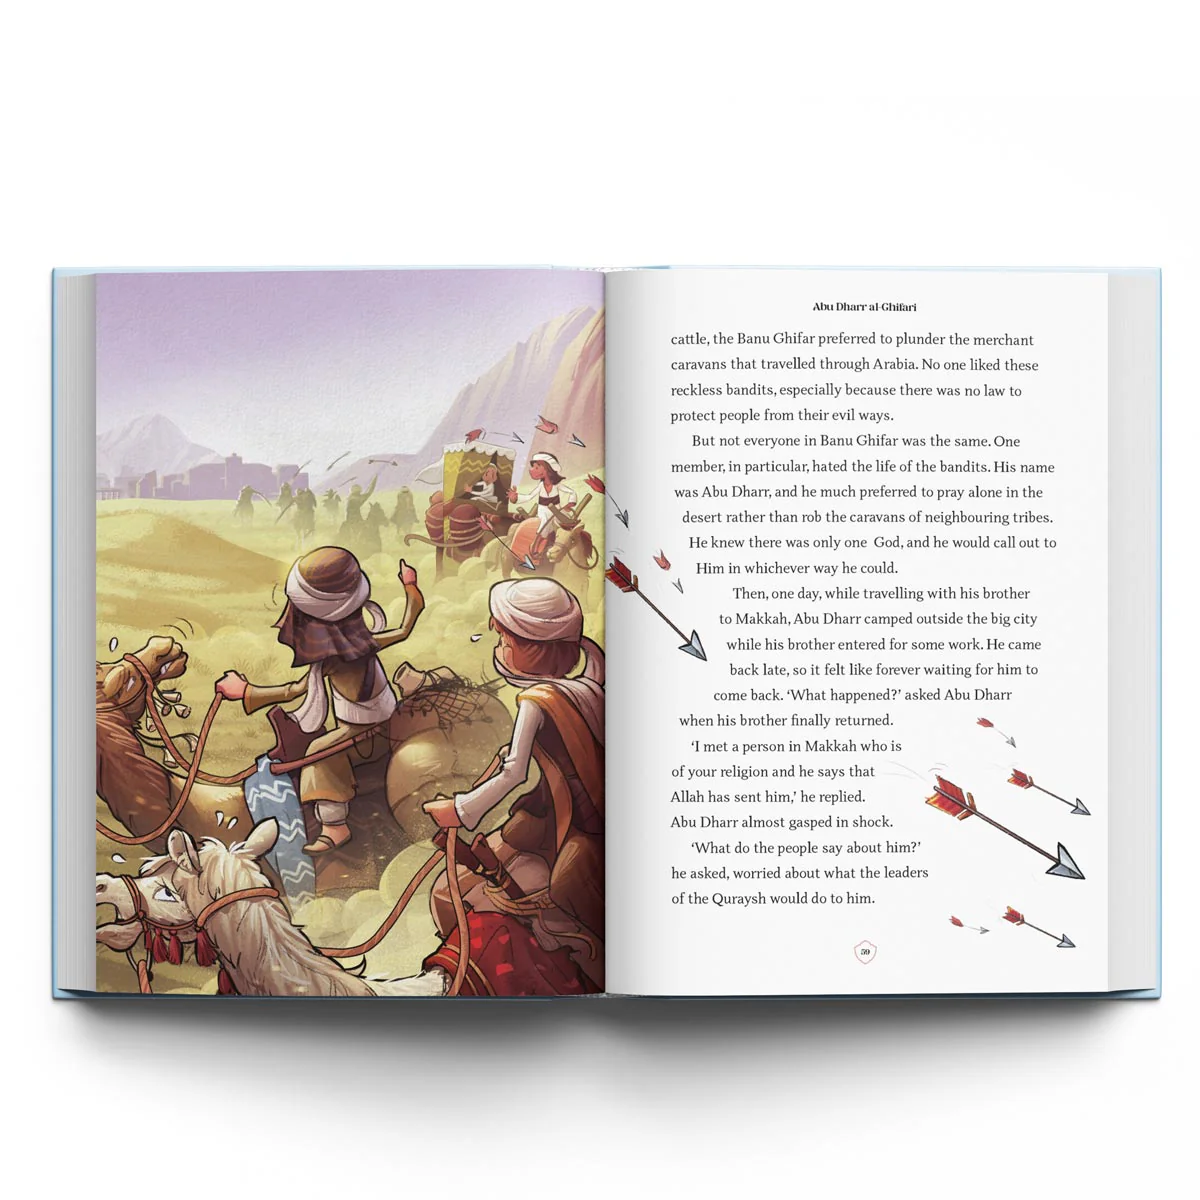 Abu Dharr al-Ghifari
cattle, the Banu Ghifar preferred to plunder the merchant
caravans that travelled through Arabia. No one liked these
reckless bandits, especially because there was no law to
protect people from their evil ways.
But not everyone in Banu Ghifar was the same. One
member, in particular, hated the life of the bandits. His name
was Abu Dharr, and he much preferred to pray alone in the
desert rather than rob the caravans of neighbouring tribes.
He knew there was only one God, and he would call out to
Him in whichever way he could.
Then, one day, while travelling with his brother
to Makkah, Abu Dharr camped outside the big city
while his brother entered for some work. He came
back late, so it felt like forever waiting for him to
come back. ‘What happened?’ asked Abu Dharr
when his brother finally returned.
‘I met a person in Makkah who is
of your religion and he says that
Allah has sent him,’ he replied.
Abu Dharr almost gasped in shock.
‘What do the people say about him?’
he asked, worried about what the leaders
of the Quraysh would do to him.
59